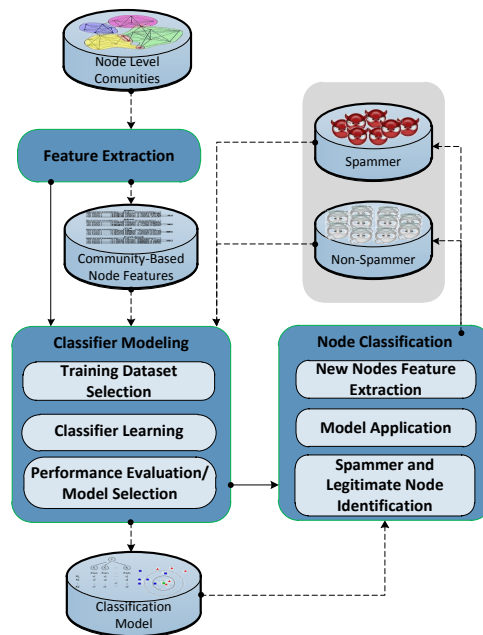 Node Level
Comunities
Feature Extraction
Spammer
Community-Based
Node Features
Non-Spammer
Classifier Modeling
Training Dataset
Selection
Classifier Learning
Performance Evaluation/
Model Selection
Node Classification
New Nodes Feature
Extraction
Model Application
Spammer and
Legitimate Node
Identification
Classification
Model